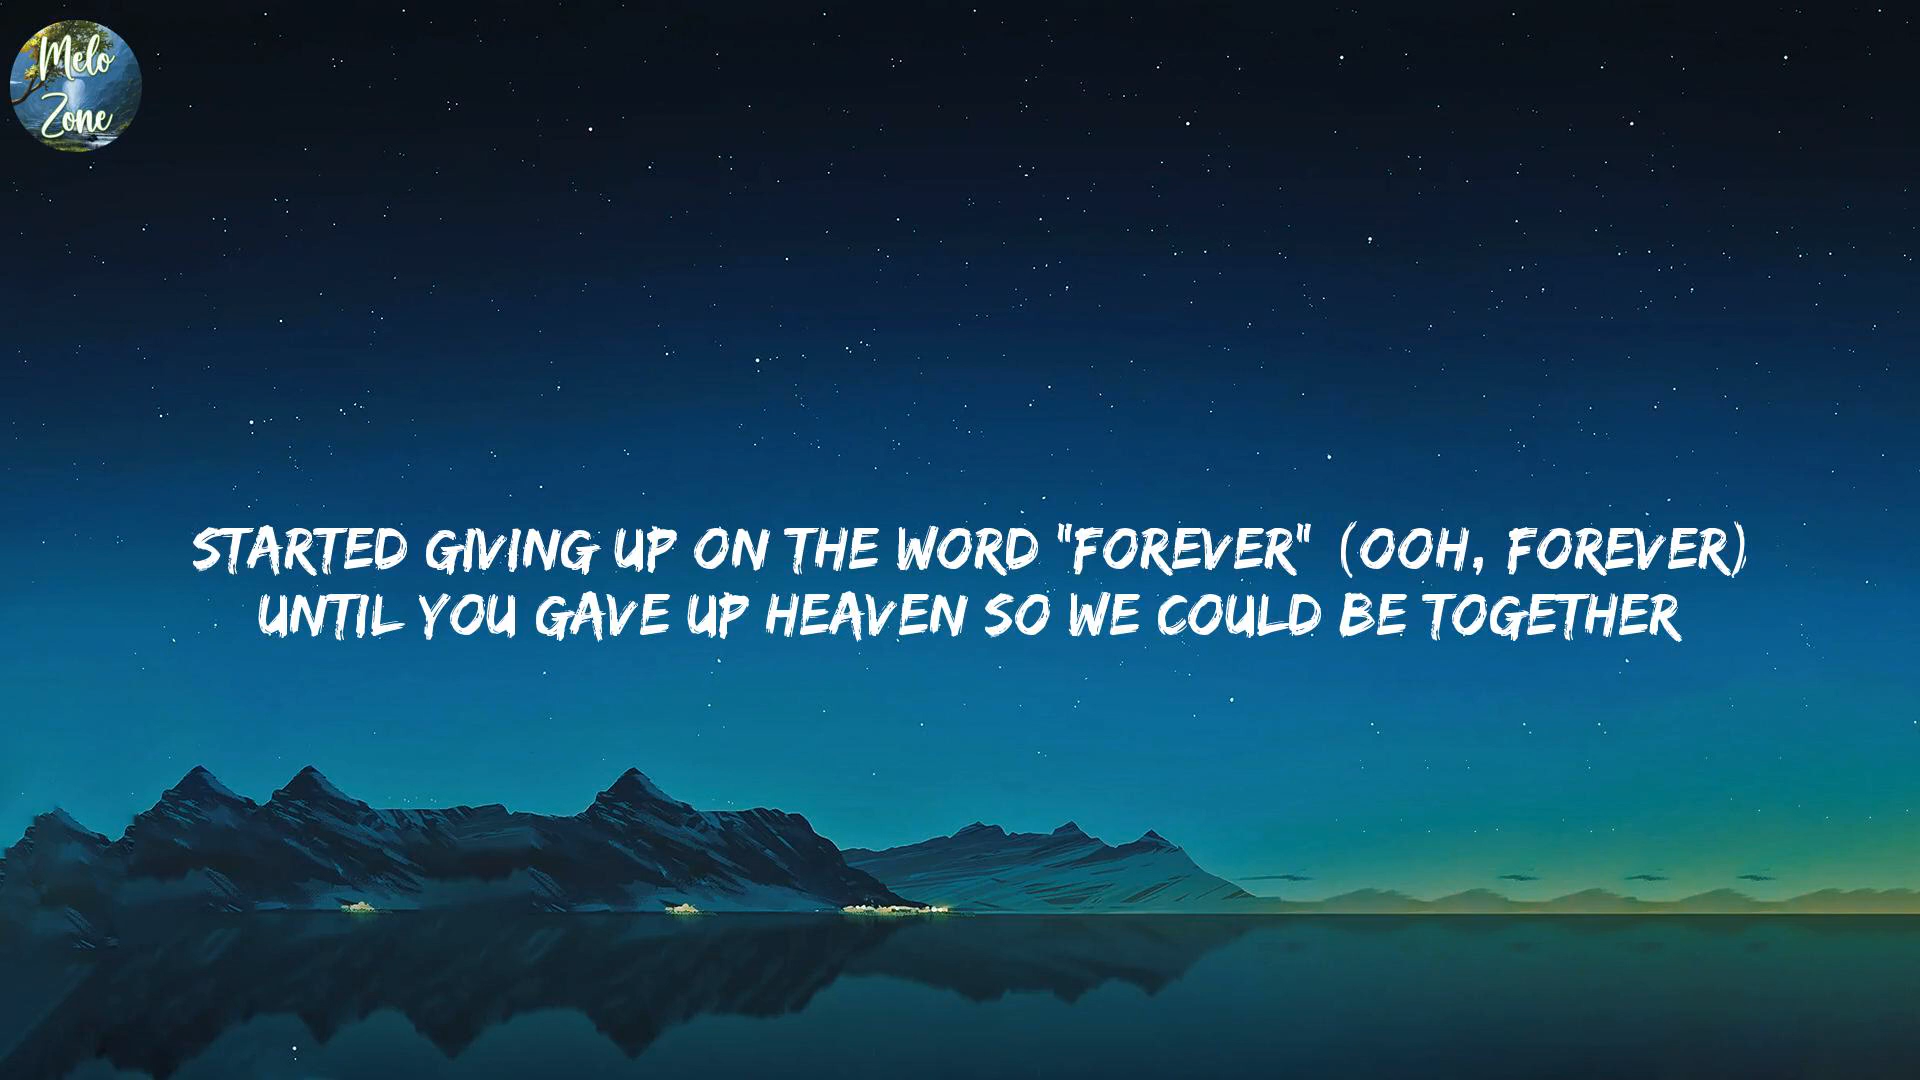 Melo
Zone
STARTED GIVING UP ON THE WORD "FOREVER" (OOH, FOREVER)
UNTIL YOU GAVE UP HEAVEN SO WE COULD BE TOGETHER